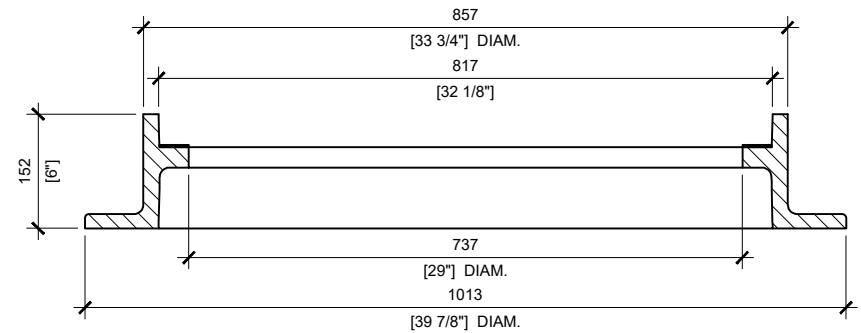 857
[33 3/4"] DIAM.
817
[32 1/8"]
152
[6"]
737
[29"] DIAM.
1013
[39 7/8"] DIAM.